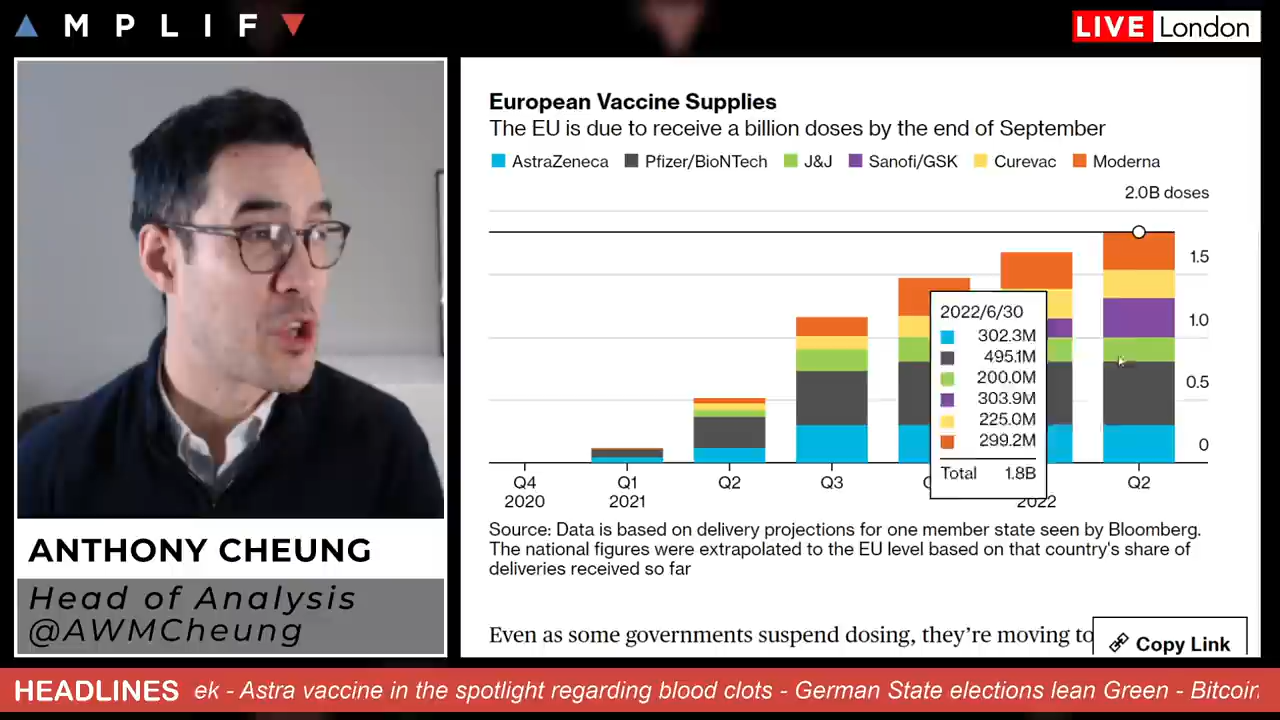 ▲ M P L I F ▼
LIVE London
European Vaccine Supplies
The EU is due to receive a billion doses by the end of September
AstraZeneca Pfizer/BioNTech J&J Sanofi/GSK Curevac Moderna
2.0B doses
1.5
1.0
0.5
0
2022/6/30
302.3M
495.1M
200.0M
303.9M
225.0M
299.2M
Total 1.8B
Q4 Q1 Q2 Q3 Q2
2020 2021 2022
Source: Data is based on delivery projections for one member state seen by Bloomberg.
The national figures were extrapolated to the EU level based on that country's share of
deliveries received so far
Even as some governments suspend dosing, they're moving to
Copy Link
ANTHONY CHEUNG
Head of Analysis
@AWMCheung
HEADLINES ek - Astra vaccine in the spotlight regarding blood clots - German State elections lean Green - Bitcoin